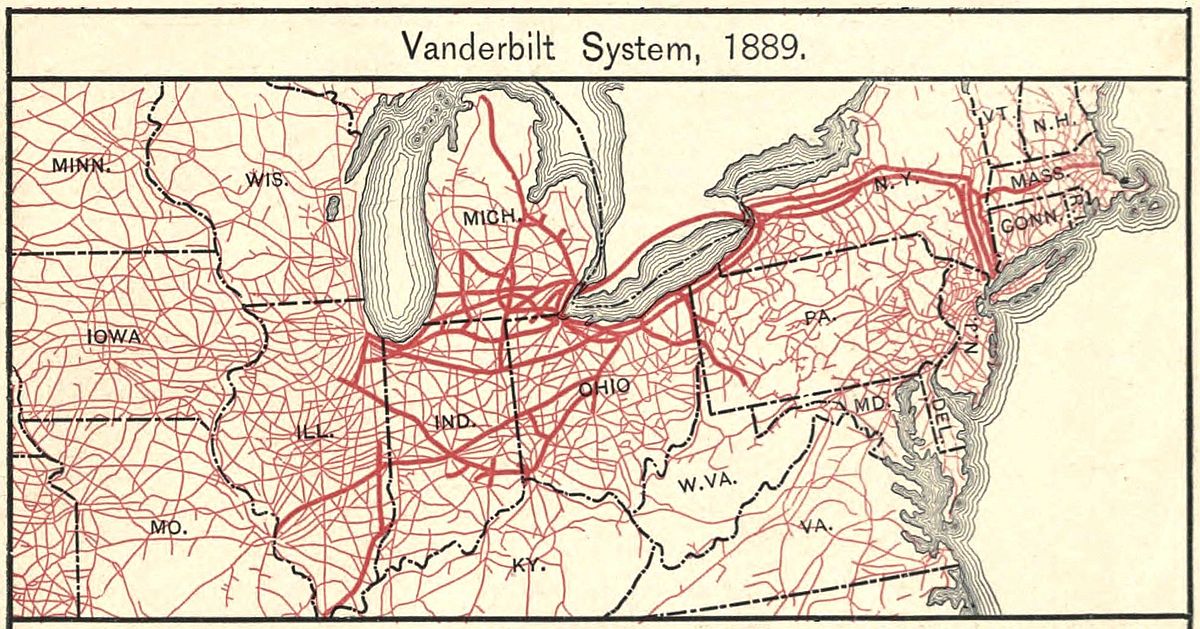 Vanderbilt System, 1889.
VT.
N.H.
MINN.
WIS.
MASS.
N.Y.
MICH.
CONN.
R.I.
IOWA
PA.
N.J.
OHIO
MD.
DEL.
ILL.
IND.
W.VA.
MO.
VA.
KY.